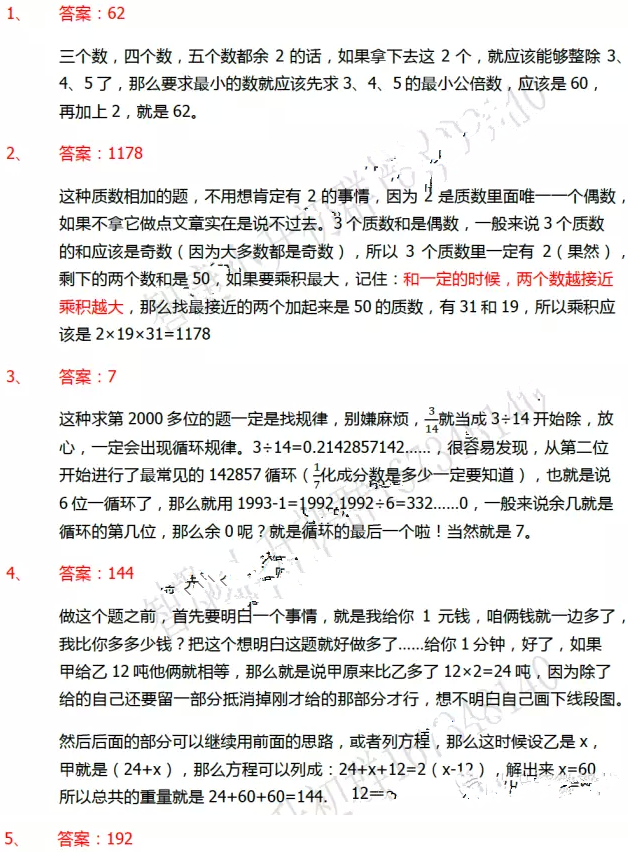 1、 答案：62
三个数，四个数，五个数都余 2 的话，如果拿下去这 2 个，就应该能够整除 3、
4、5 了，那么要求最小的数就应该先求 3、4、5 的最小公倍数，应该是 60，
再加上 2，就是 62。
2、 答案：1178
这种质数相加的题，不用想肯定有 2 的事情，因为 2 是质数里面唯一一个偶数，
如果不拿它做点文章实在是说不过去。3 个质数和是偶数，一般来说 3 个质数
的和应该是奇数（因为大多数都是奇数），所以 3 个质数里一定有 2（果然），
剩下的两个数和是 50，如果要乘积最大，记住：和一定的时候，两个数越接近
乘积越大，那么找最接近的两个加起来是 50 的质数，有 31 和 19，所以乘积应
该是 2×19×31=1178
3、 答案：7
这种求第 2000 多位的题一定是找规律，别嫌麻烦，3/14就当成 3÷14 开始除，放
心，一定会出现循环规律。3÷14=0.2142857142……，很容易发现，从第二位
开始进行了最常见的 142857 循环（1/7化成分数是多少一定要知道），也就是说
6 位一循环了，那么就用 1993-1=1992,1992÷6=332……0，一般来说余几就是
循环的第几位，那么余 0 呢？就是循环的最后一个啦！当然就是 7。
4、 答案：144
做这个题之前，首先要明白一个事情，就是我给你 1 元钱，咱俩钱就一边多了，
我比你多多少钱？把这个想明白这题就好做多了……给你 1 分钟，好了，如果
甲给乙 12 吨他俩就相等，那么就是说甲原来比乙多了 12×2=24 吨，因为除了
给的自己还要留一部分抵消掉刚才给的那部分才行，想不明白自己画下线段图。
然后后面的部分可以继续用前面的思路，或者列方程，那么这时候设乙是 x，
甲就是（24+x），那么方程可以列成：24+x+12=2（x-12），解出来 x=60
所以总共的重量就是 24+60+60=144. 12=
5、 答案：192